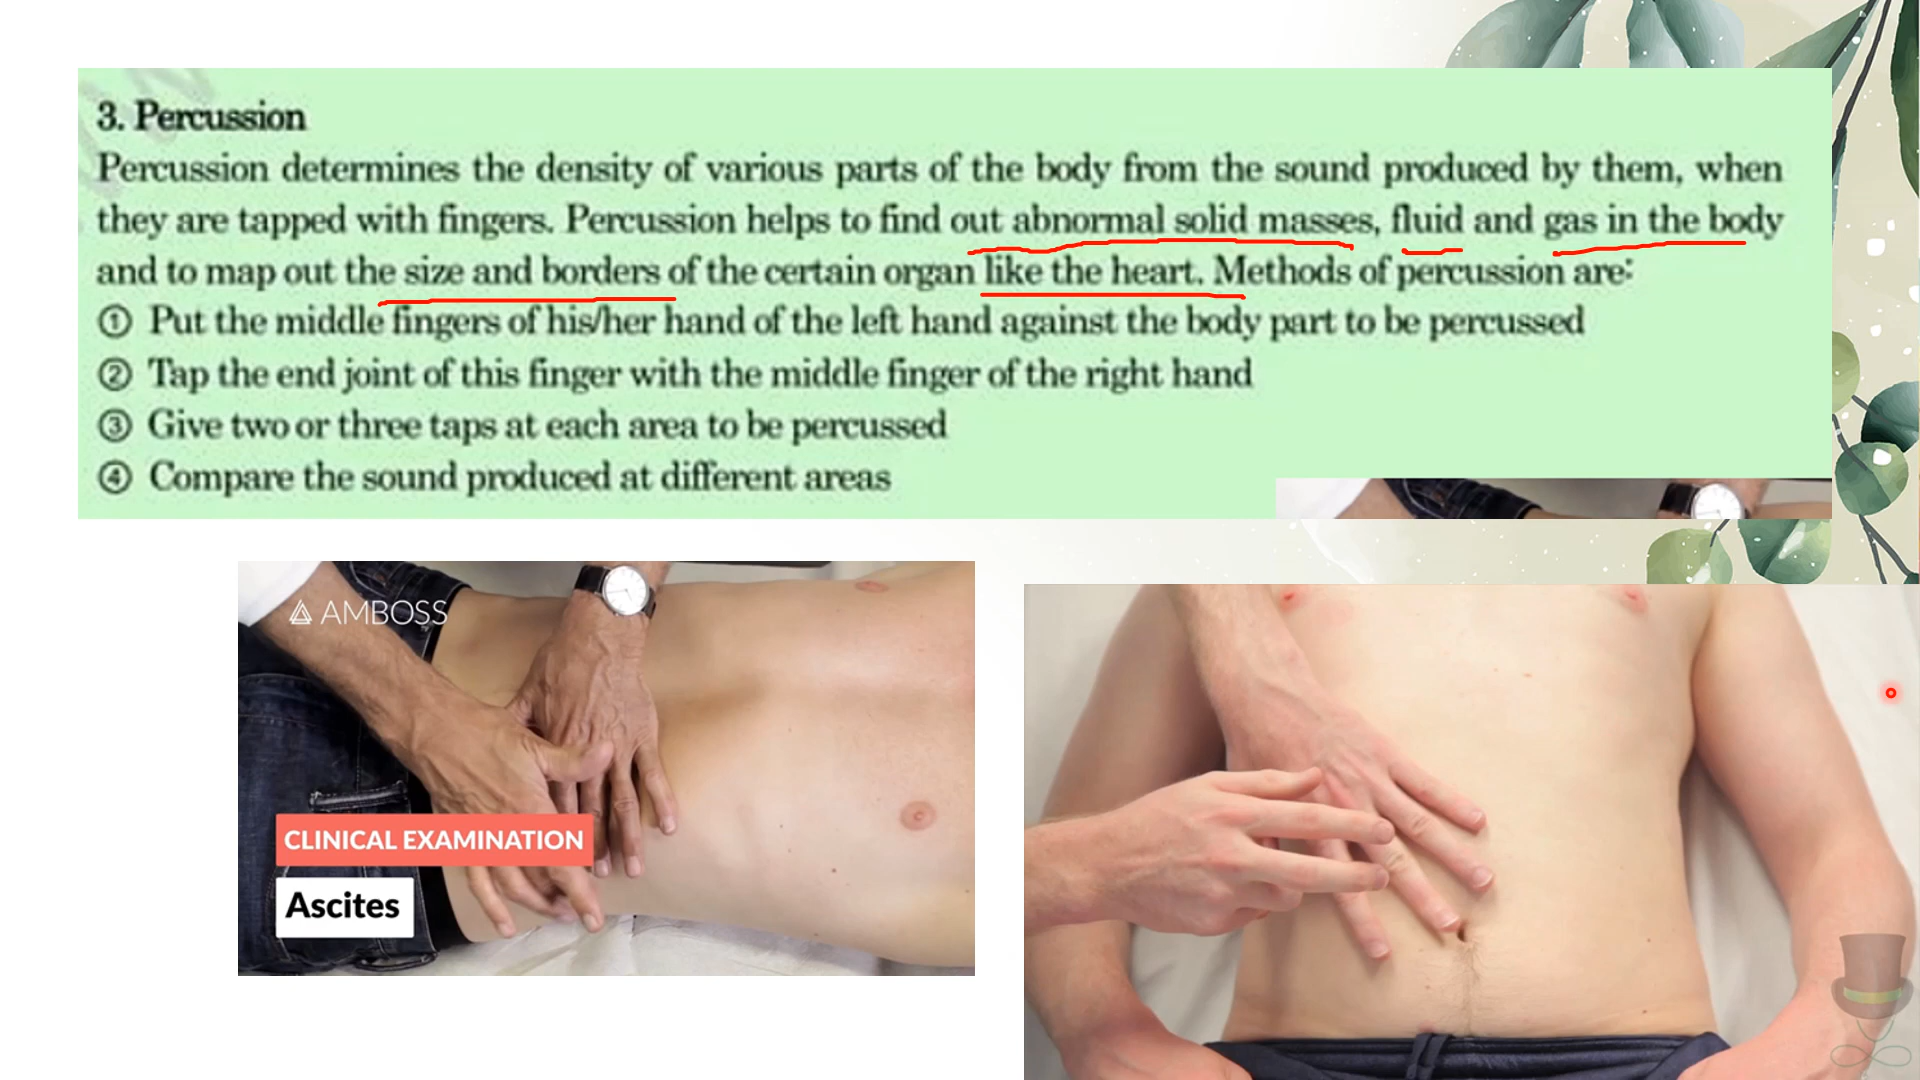 3. Percussion
Percussion determines the density of various parts of the body from the sound produced by them, when
they are tapped with fingers. Percussion helps to find out abnormal solid masses, fluid and gas in the body
and to map out the size and borders of the certain organ like the heart. Methods of percussion are:
① Put the middle fingers of his/her hand of the left hand against the body part to be percussed
② Tap the end joint of this finger with the middle finger of the right hand
③ Give two or three taps at each area to be percussed
④ Compare the sound produced at different areas
AMBOSS
CLINICAL EXAMINATION
Ascites